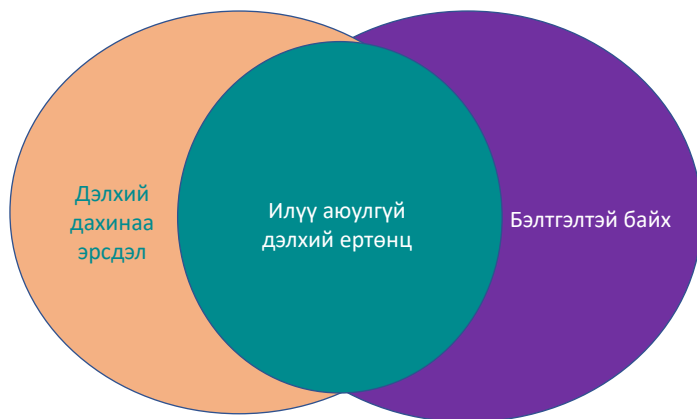 Дэлхий
дахинаа
эрсдэл
Илүү аюулгүй
дэлхий ертөнц
Бэлтгэлтэй байх